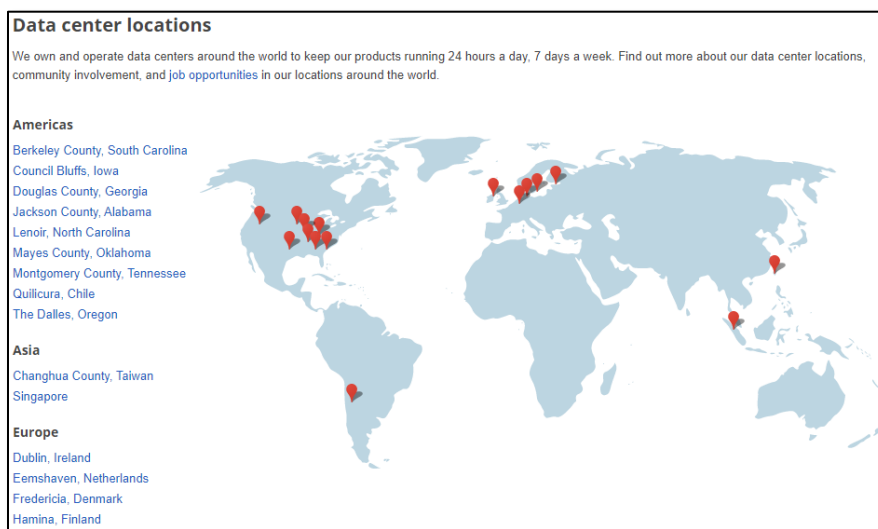 Data center locations
We own and operate data centers around the world to keep our products running 24 hours a day, 7 days a week. Find out more about our data center locations,
community involvement, and job opportunities in our locations around the world.
Americas
Berkeley County, South Carolina
Council Bluffs, Iowa
Douglas County, Georgia
Jackson County, Alabama
Lenoir, North Carolina
Mayes County, Oklahoma
Montgomery County, Tennessee
Quilicura, Chile
The Dalles, Oregon
Asia
Changhua County, Taiwan
Singapore
Europe
Dublin, Ireland
Eemshaven, Netherlands
Fredericia, Denmark
Hamina, Finland